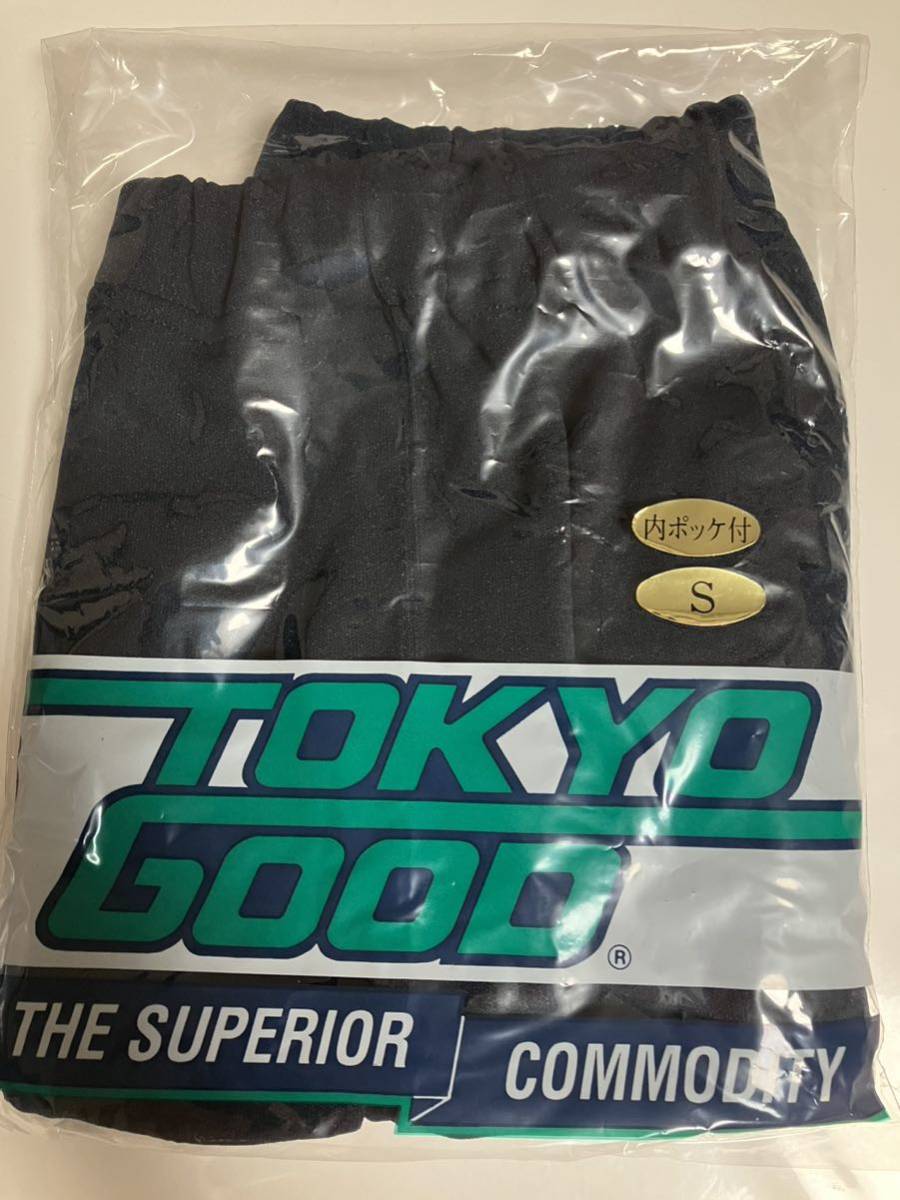 内ポッケ付
S
TOKYO
GOOD
®
THE SUPERIOR
COMMODITY